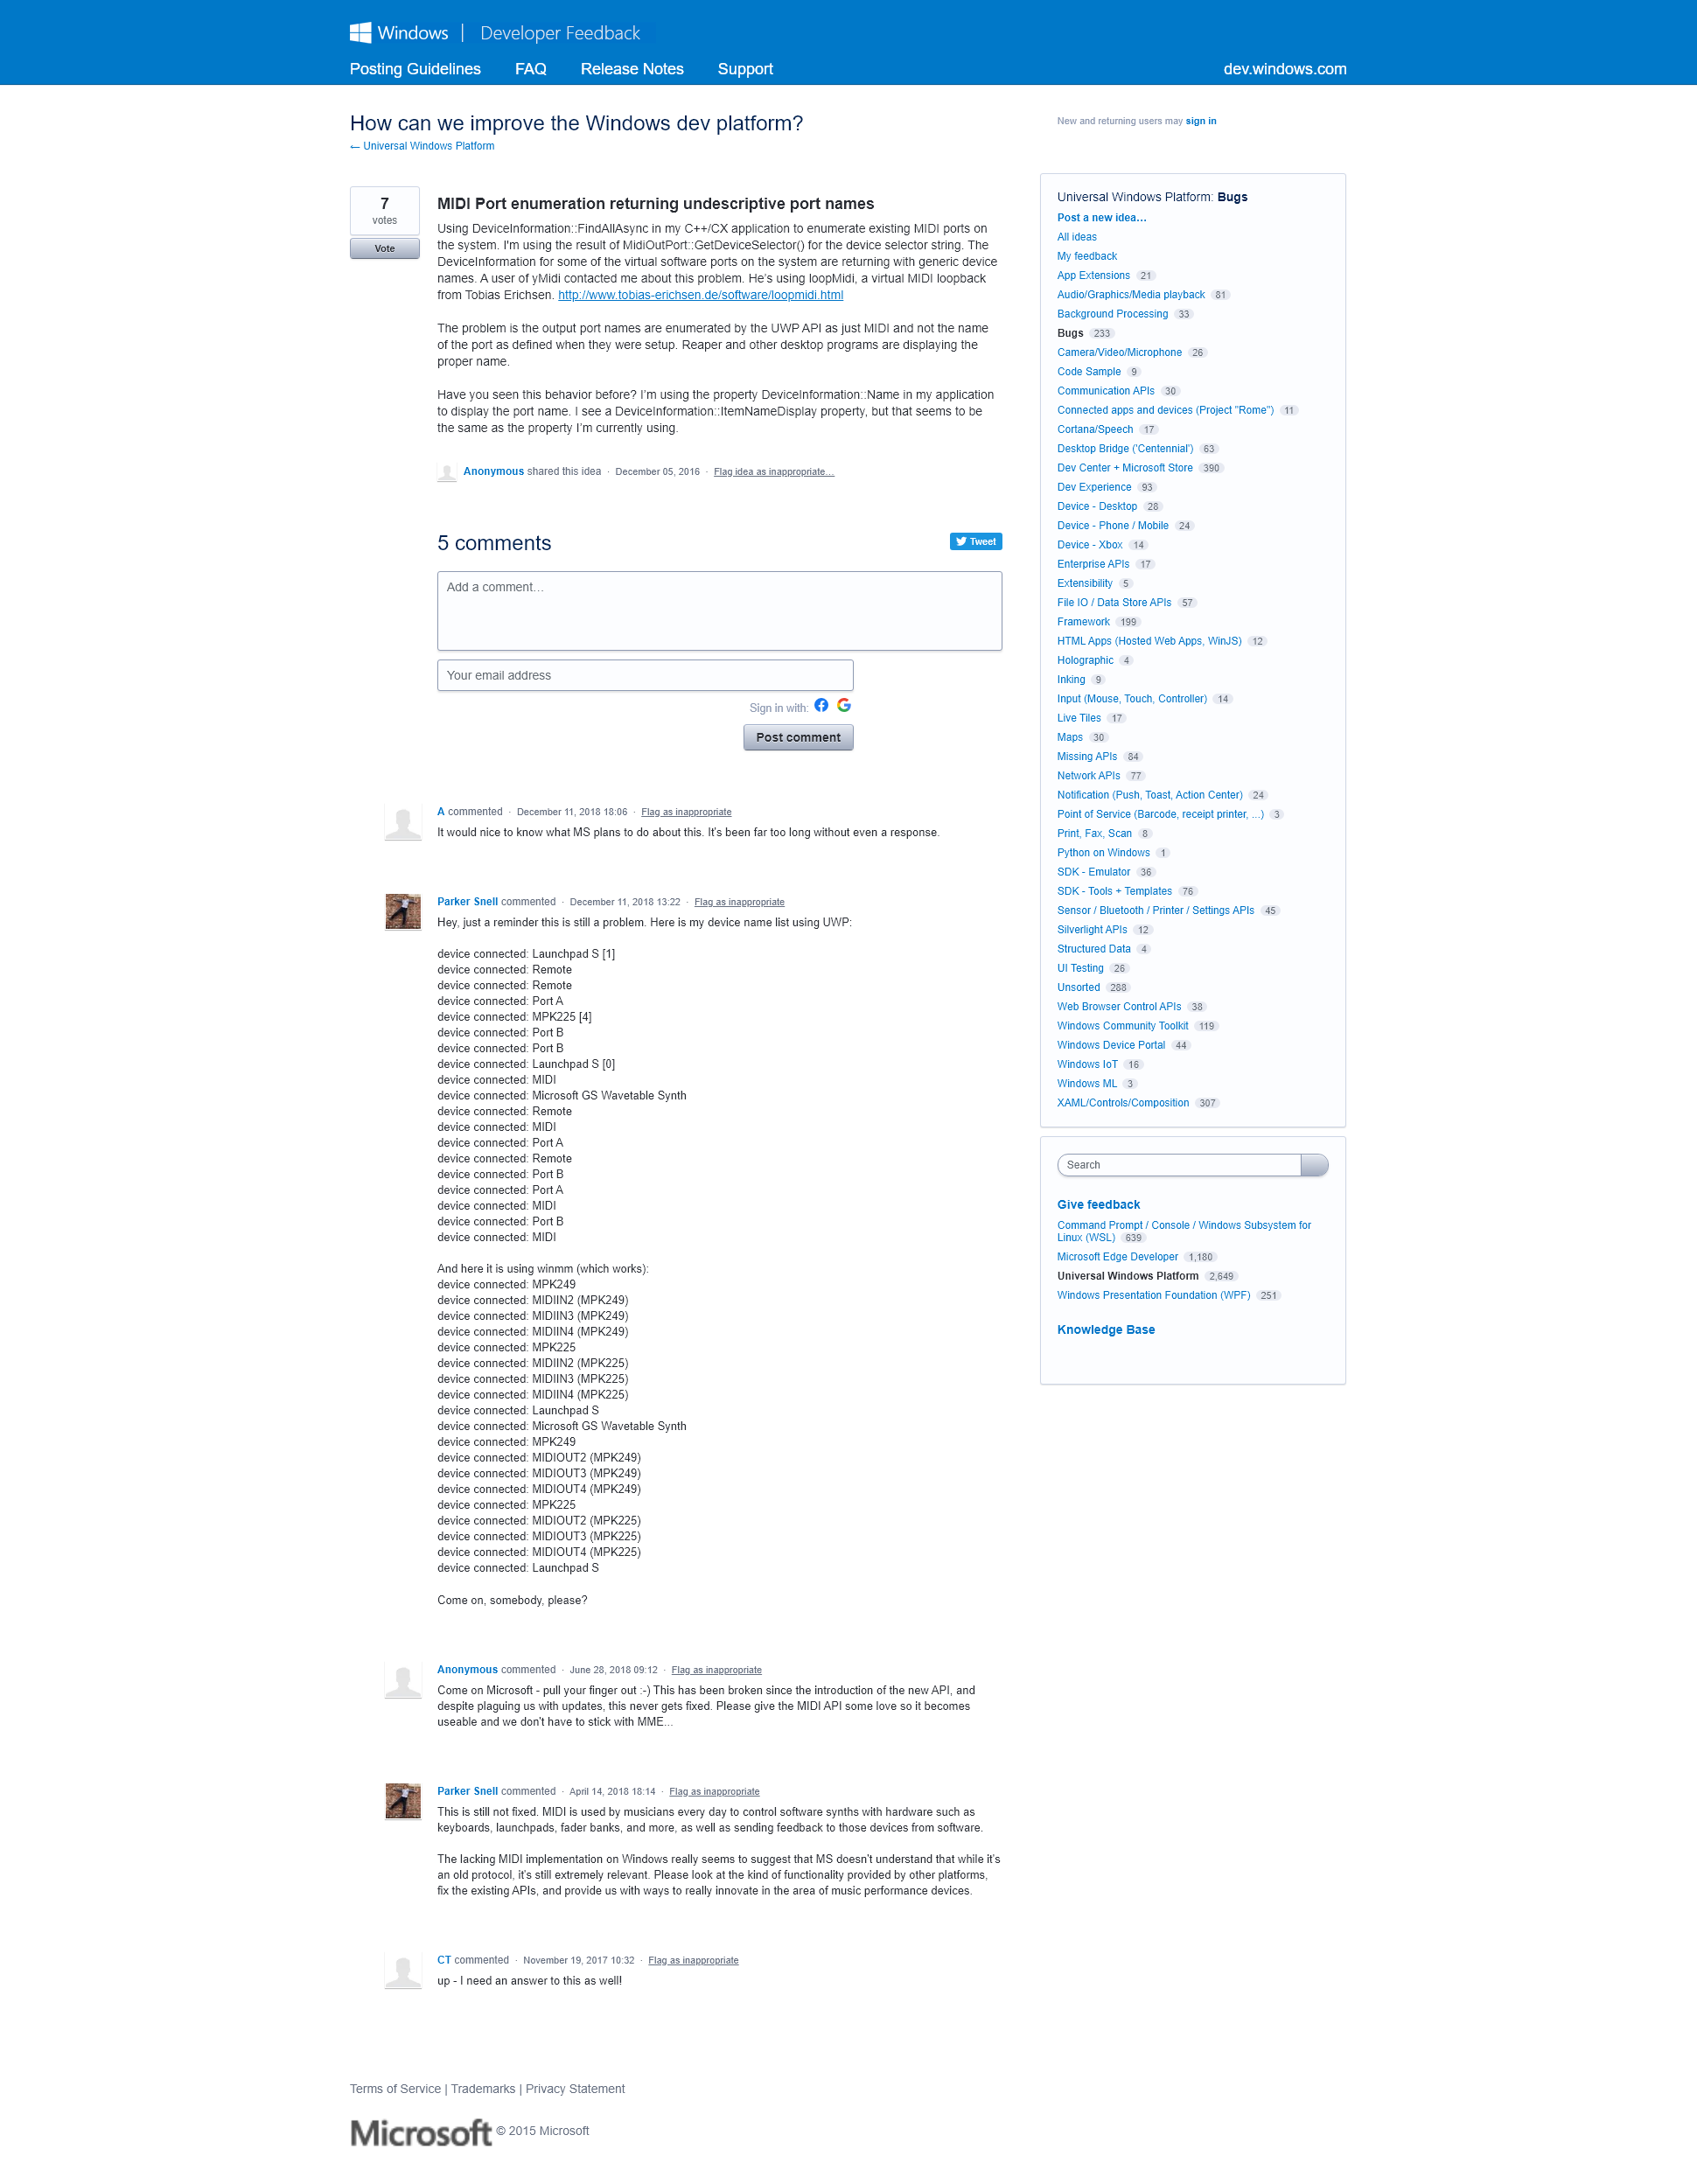 Windows | Developer Feedback
Posting Guidelines FAQ Release Notes Support dev.windows.com
How can we improve the Windows dev platform?
← Universal Windows Platform
7
votes
Vote
MIDI Port enumeration returning undescriptive port names
Using DeviceInformation::FindAllAsync in my C++/CX application to enumerate existing MIDI ports on
the system. I'm using the result of MidiOutPort::GetDeviceSelector() for the device selector string. The
DeviceInformation for some of the virtual software ports on the system are returning with generic device
names. A user of yMidi contacted me about this problem. He's using loopMidi, a virtual MIDI loopback
from Tobias Erichsen. http://www.tobias-erichsen.de/software/loopmidi.html
The problem is the output port names are enumerated by the UWP API as just MIDI and not the name
of the port as defined when they were setup. Reaper and other desktop programs are displaying the
proper name.
Have you seen this behavior before? I'm using the property DeviceInformation::Name in my application
to display the port name. I see a DeviceInformation::ItemNameDisplay property, but that seems to be
the same as the property I'm currently using.
Anonymous shared this idea · December 05, 2016 · Flag idea as inappropriate…
5 comments
Tweet
Add a comment…
Your email address
Sign in with:
Post comment
A commented · December 11, 2018 18:06 · Flag as inappropriate
It would nice to know what MS plans to do about this. It's been far too long without even a response.
Parker Snell commented · December 11, 2018 13:22 · Flag as inappropriate
Hey, just a reminder this is still a problem. Here is my device name list using UWP:
device connected: Launchpad S [1]
device connected: Remote
device connected: Remote
device connected: Port A
device connected: MPK225 [4]
device connected: Port B
device connected: Port B
device connected: Launchpad S [0]
device connected: MIDI
device connected: Microsoft GS Wavetable Synth
device connected: Remote
device connected: MIDI
device connected: Port A
device connected: Remote
device connected: Port B
device connected: Port A
device connected: MIDI
device connected: Port B
device connected: MIDI
And here it is using winmm (which works):
device connected: MPK249
device connected: MIDIIN2 (MPK249)
device connected: MIDIIN3 (MPK249)
device connected: MIDIIN4 (MPK249)
device connected: MPK225
device connected: MIDIIN2 (MPK225)
device connected: MIDIIN3 (MPK225)
device connected: MIDIIN4 (MPK225)
device connected: Launchpad S
device connected: Microsoft GS Wavetable Synth
device connected: MPK249
device connected: MIDIOUT2 (MPK249)
device connected: MIDIOUT3 (MPK249)
device connected: MIDIOUT4 (MPK249)
device connected: MPK225
device connected: MIDIOUT2 (MPK225)
device connected: MIDIOUT3 (MPK225)
device connected: MIDIOUT4 (MPK225)
device connected: Launchpad S
Come on, somebody, please?
Anonymous commented · June 28, 2018 09:12 · Flag as inappropriate
Come on Microsoft - pull your finger out :-) This has been broken since the introduction of the new API, and
despite plaguing us with updates, this never gets fixed. Please give the MIDI API some love so it becomes
useable and we don't have to stick with MME...
Parker Snell commented · April 14, 2018 18:14 · Flag as inappropriate
This is still not fixed. MIDI is used by musicians every day to control software synths with hardware such as
keyboards, launchpads, fader banks, and more, as well as sending feedback to those devices from software.
The lacking MIDI implementation on Windows really seems to suggest that MS doesn't understand that while it's
an old protocol, it's still extremely relevant. Please look at the kind of functionality provided by other platforms,
fix the existing APIs, and provide us with ways to really innovate in the area of music performance devices.
CT commented · November 19, 2017 10:32 · Flag as inappropriate
up - I need an answer to this as well!
New and returning users may sign in
Universal Windows Platform: Bugs
Post a new idea…
All ideas
My feedback
App Extensions 21
Audio/Graphics/Media playback 81
Background Processing 33
Bugs 233
Camera/Video/Microphone 26
Code Sample 9
Communication APIs 30
Connected apps and devices (Project "Rome") 11
Cortana/Speech 17
Desktop Bridge ('Centennial') 63
Dev Center + Microsoft Store 390
Dev Experience 93
Device - Desktop 28
Device - Phone / Mobile 24
Device - Xbox 14
Enterprise APIs 17
Extensibility 5
File IO / Data Store APIs 57
Framework 199
HTML Apps (Hosted Web Apps, WinJS) 12
Holographic 4
Inking 9
Input (Mouse, Touch, Controller) 14
Live Tiles 17
Maps 30
Missing APIs 84
Network APIs 77
Notification (Push, Toast, Action Center) 24
Point of Service (Barcode, receipt printer, ...) 3
Print, Fax, Scan 8
Python on Windows 1
SDK - Emulator 36
SDK - Tools + Templates 76
Sensor / Bluetooth / Printer / Settings APIs 45
Silverlight APIs 12
Structured Data 4
UI Testing 26
Unsorted 288
Web Browser Control APIs 38
Windows Community Toolkit 119
Windows Device Portal 44
Windows IoT 16
Windows ML 3
XAML/Controls/Composition 307
Search
Give feedback
Command Prompt / Console / Windows Subsystem for
Linux (WSL) 639
Microsoft Edge Developer 1,180
Universal Windows Platform 2,649
Windows Presentation Foundation (WPF) 251
Knowledge Base
Terms of Service | Trademarks | Privacy Statement
Microsoft © 2015 Microsoft